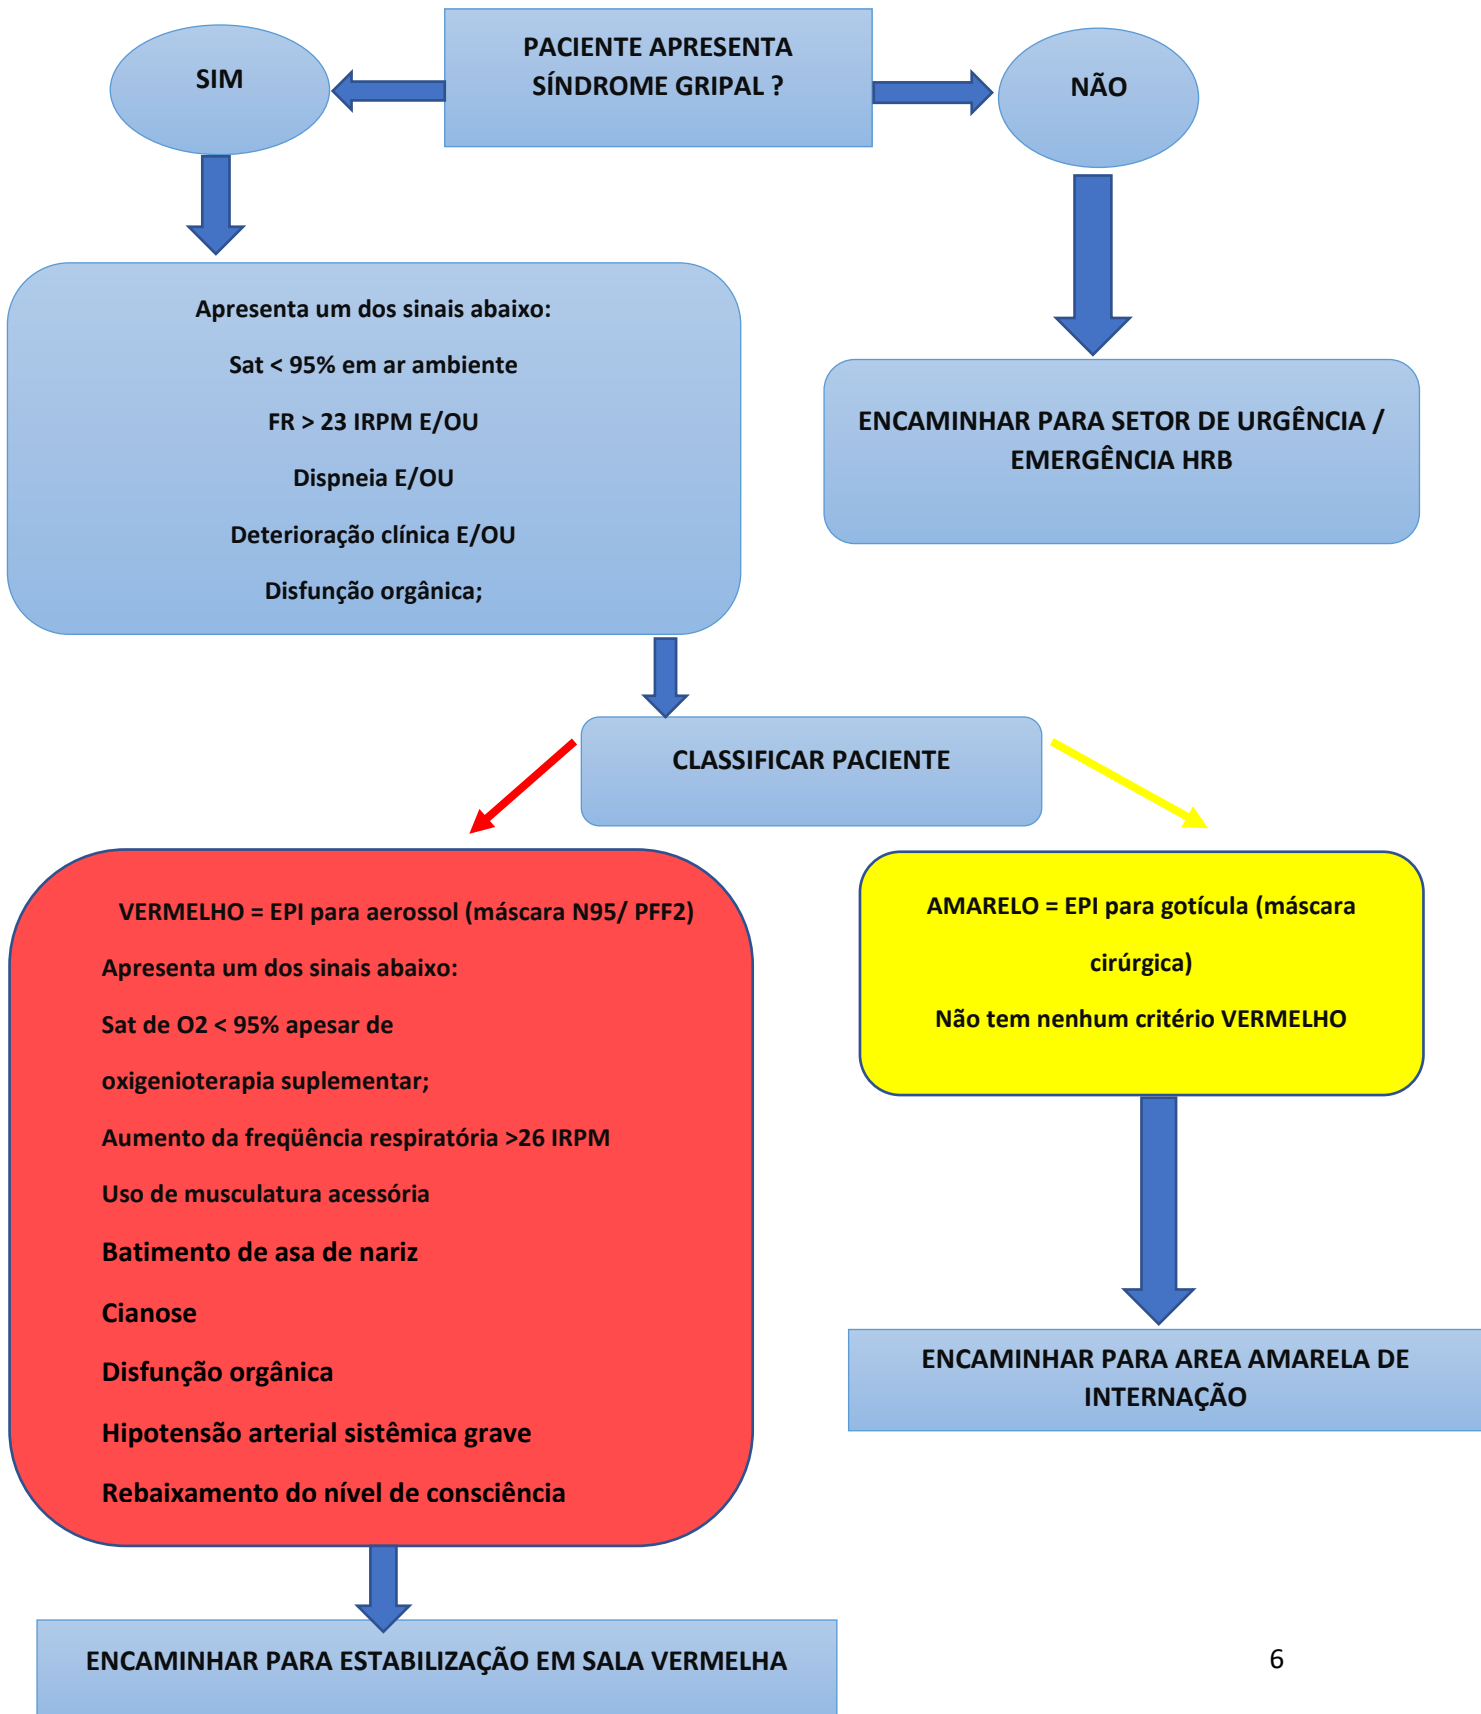 PACIENTE APRESENTA
SÍNDROME GRIPAL ?
SIM
NÃO
Apresenta um dos sinais abaixo:
Sat < 95% em ar ambiente
FR > 23 IRPM E/OU
Dispneia E/OU
Deterioração clínica E/OU
Disfunção orgânica;
ENCAMINHAR PARA SETOR DE URGÊNCIA /
EMERGÊNCIA HRB
CLASSIFICAR PACIENTE
VERMELHO = EPI para aerossol (máscara N95/ PFF2)
Apresenta um dos sinais abaixo:
Sat de O2 < 95% apesar de
oxigenioterapia suplementar;
Aumento da freqüência respiratória >26 IRPM
Uso de musculatura acessória
Batimento de asa de nariz
Cianose
Disfunção orgânica
Hipotensão arterial sistêmica grave
Rebaixamento do nível de consciência
AMARELO = EPI para gotícula (máscara
cirúrgica)
Não tem nenhum critério VERMELHO
ENCAMINHAR PARA AREA AMARELA DE
INTERNAÇÃO
ENCAMINHAR PARA ESTABILIZAÇÃO EM SALA VERMELHA
6